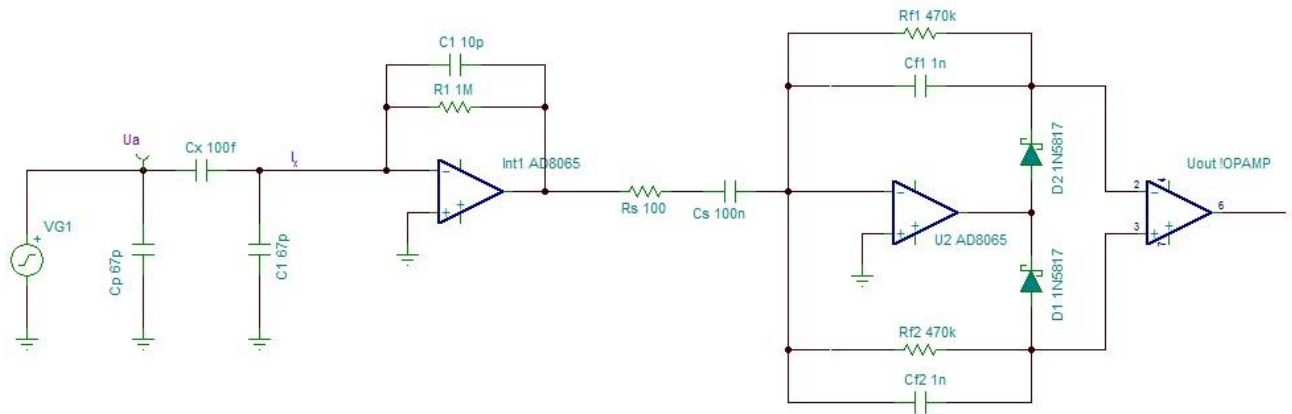 Rf1 470k
Cf1 1n
C1 10p
R1 1M
Ua
Cx 100f
Ix
Int1 AD8065
D2 1N5817
Uout !OPAMP
2
3
6
4
7
VG1
Cp 67p
C1 67p
Rs 100
Cs 100n
U2 AD8065
D1 1N5817
Rf2 470k
Cf2 1n